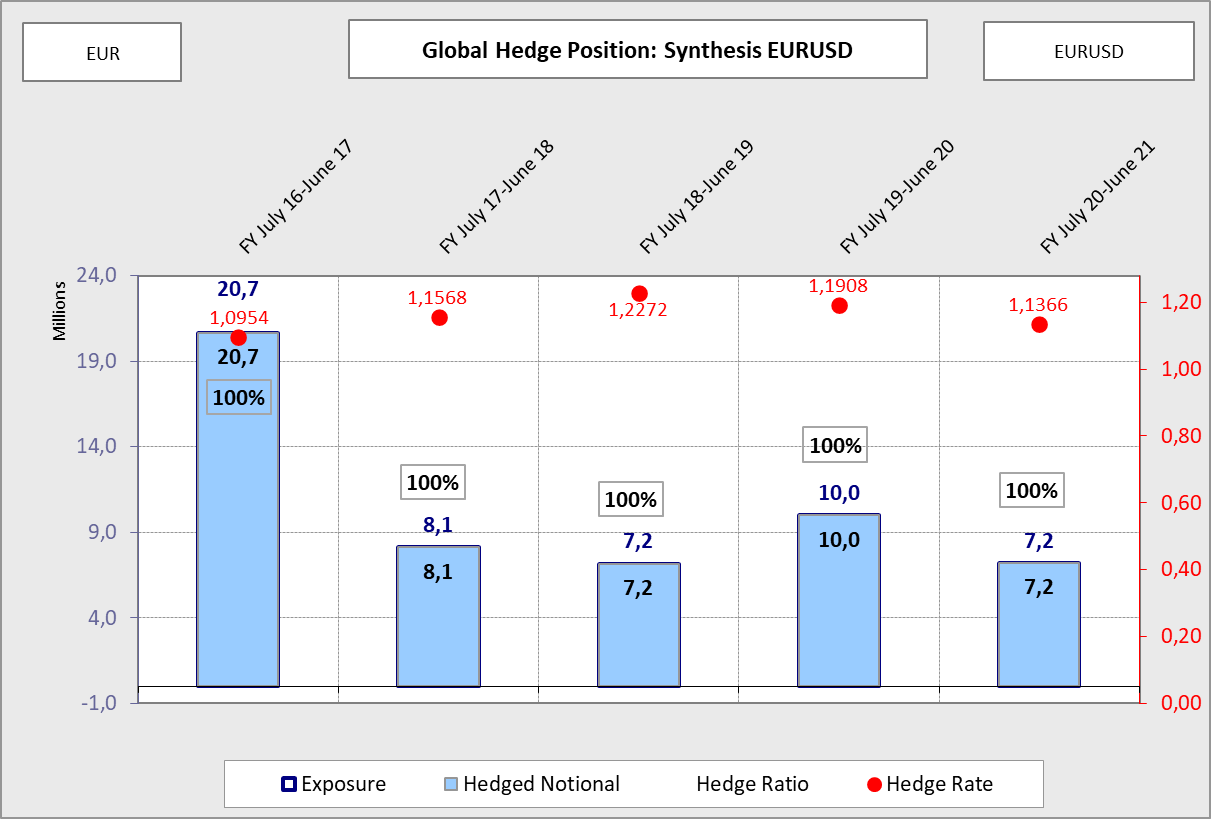 EUR
Global Hedge Position: Synthesis EURUSD
EURUSD
FY July 16-June 17
FY July 17-June 18
FY July 18-June 19
FY July 19-June 20
FY July 20-June 21
Millions
24,0
19,0
14,0
9,0
4,0
-1,0
20,7
1,0954
20,7
100%
1,1568
100%
8,1
8,1
1,2272
100%
7,2
7,2
1,1908
100%
10,0
10,0
1,1366
100%
7,2
7,2
1,20
1,00
0,80
0,60
0,40
0,20
0,00
Exposure
Hedged Notional
Hedge Ratio
Hedge Rate